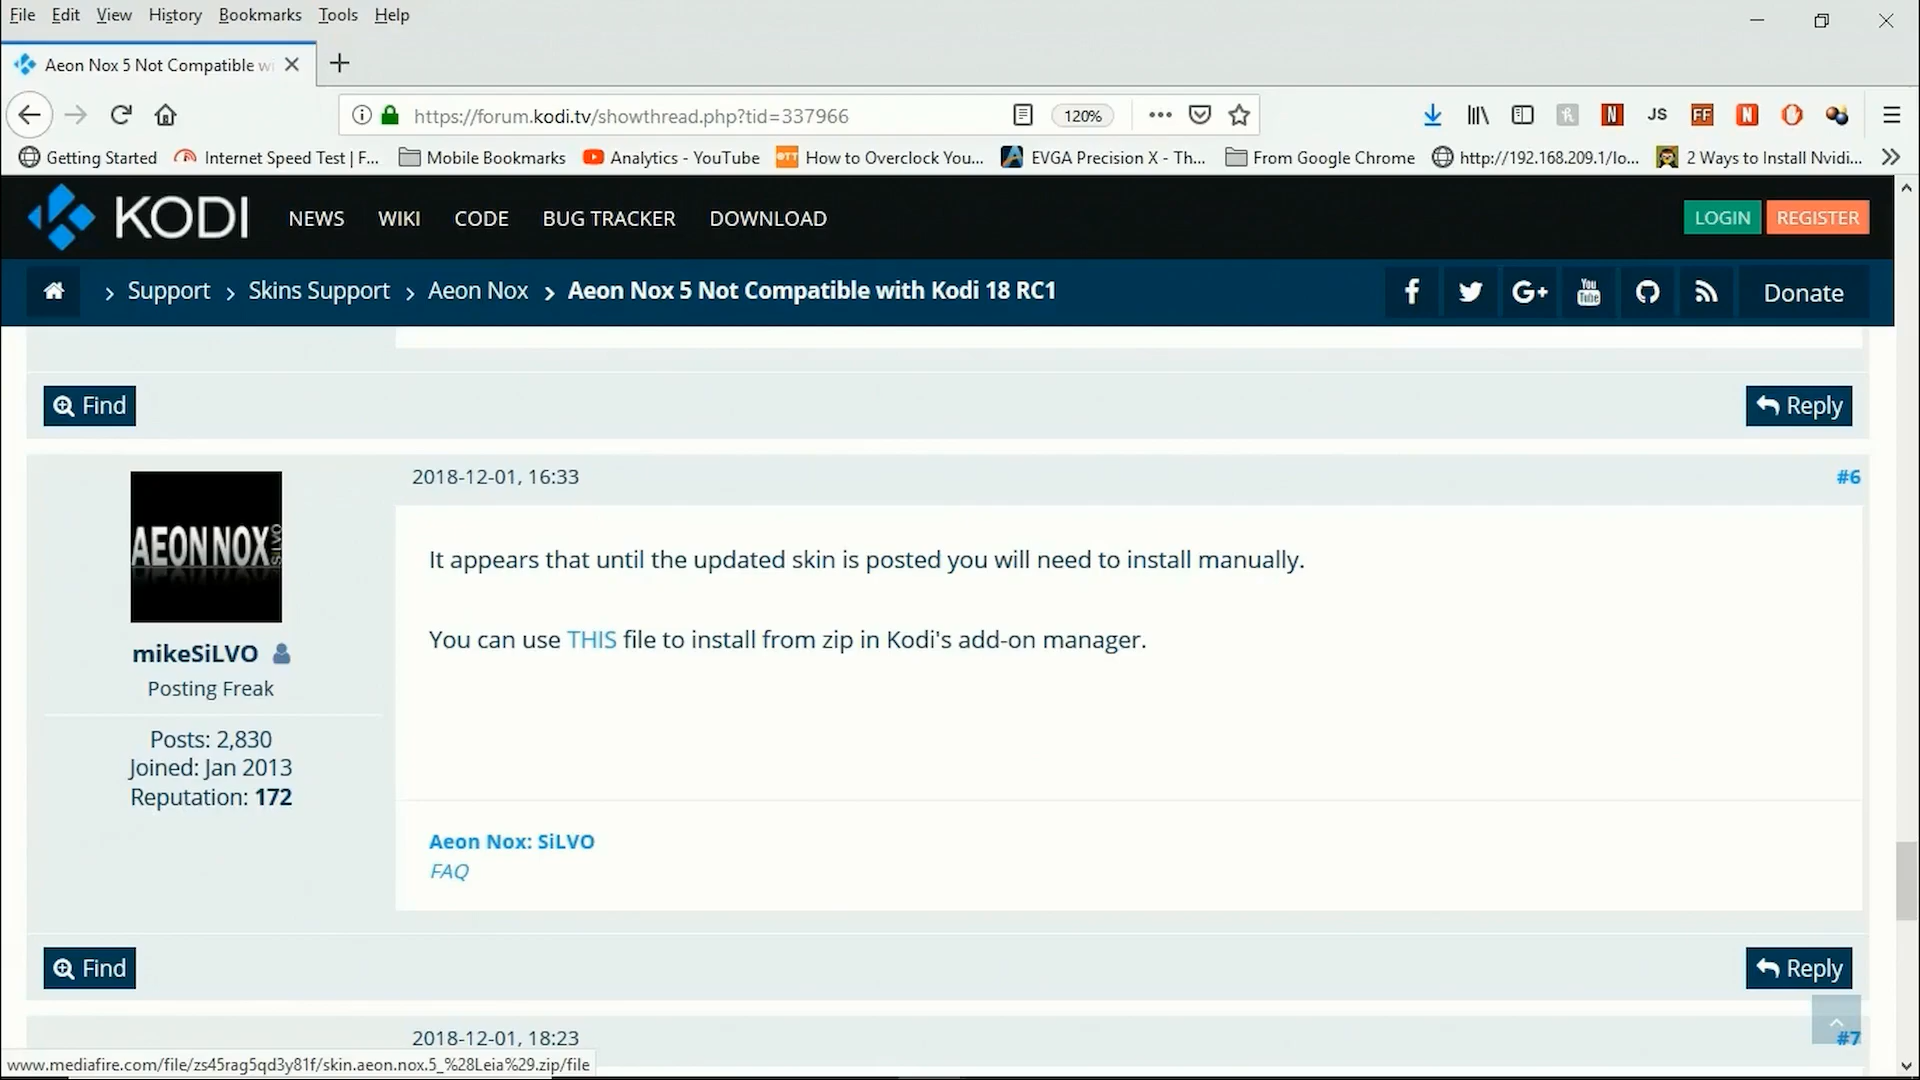 File Edit View History Bookmarks Tools Help
Aeon Nox 5 Not Compatible wi
https://forum.kodi.tv/showthread.php?tid=337966 120% JS FF N
Getting Started Internet Speed Test | F... Mobile Bookmarks Analytics - YouTube How to Overclock You... EVGA Precision X - Th... From Google Chrome http://192.168.209.1/lo... 2 Ways to Install Nvidi...
KODI NEWS WIKI CODE BUG TRACKER DOWNLOAD LOGIN REGISTER
Support Skins Support Aeon Nox Aeon Nox 5 Not Compatible with Kodi 18 RC1 G+ You Tube Donate
Find Reply
2018-12-01, 16:33 #6
AEON NOX SiLVO
mikeSiLVO
Posting Freak
Posts: 2,830
Joined: Jan 2013
Reputation: 172
It appears that until the updated skin is posted you will need to install manually.
You can use THIS file to install from zip in Kodi's add-on manager.
Aeon Nox: SiLVO
FAQ
Find Reply
2018-12-01, 18:23 #7
www.mediafire.com/file/zs45rag5qd3y81f/skin.aeon.nox.5_%28Leia%29.zip/file